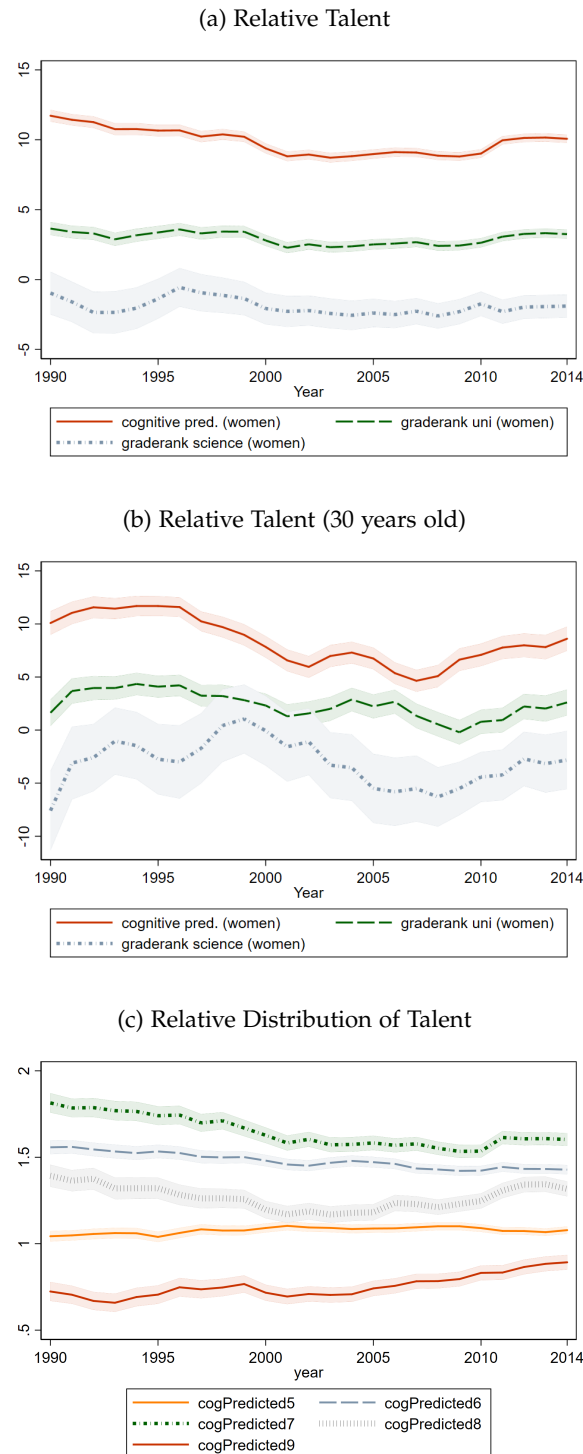 (a) Relative Talent
15
10
5
0
-5
1990 1995 2000 2005 2010 2014
Year
cognitive pred. (women) graderank uni (women)
graderank science (women)
(b) Relative Talent (30 years old)
15
10
5
0
-5
-10
1990 1995 2000 2005 2010 2014
Year
cognitive pred. (women) graderank uni (women)
graderank science (women)
(c) Relative Distribution of Talent
2
1.5
1
.5
1990 1995 2000 2005 2010 2014
year
cogPredicted5 cogPredicted6
cogPredicted7 cogPredicted8
cogPredicted9